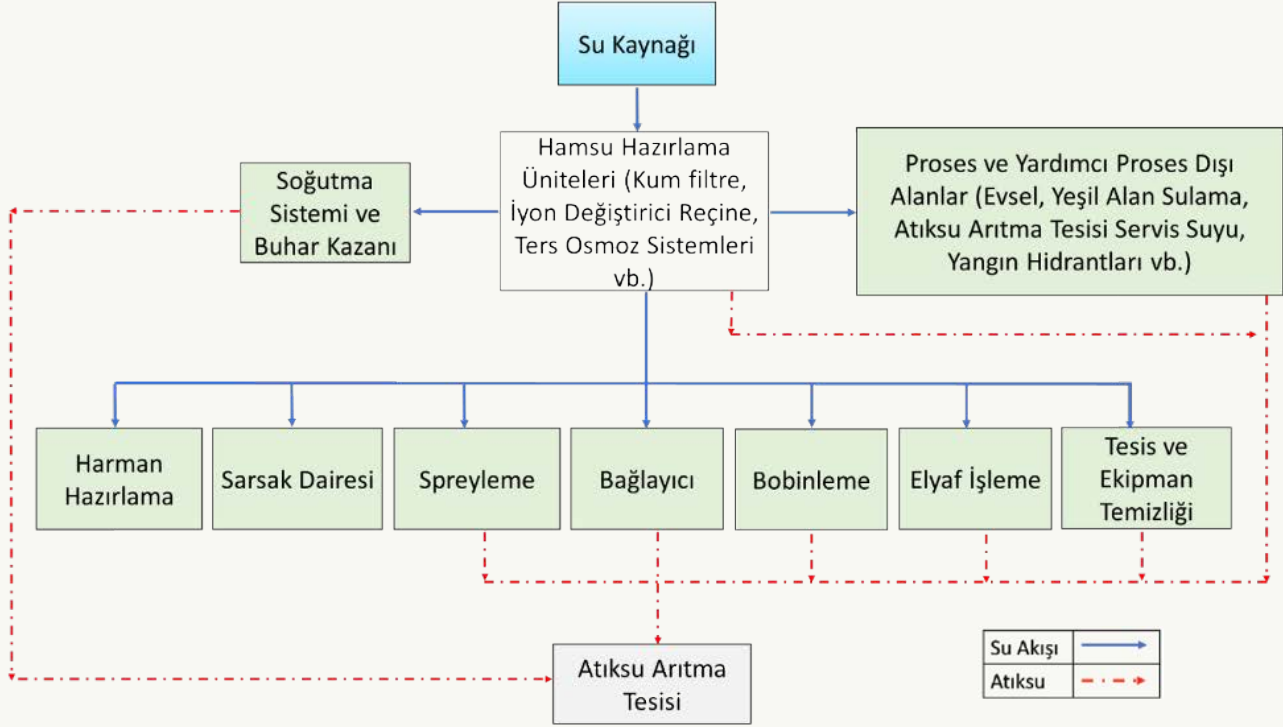 Su Kaynağı
Hamsu Hazırlama
Üniteleri (Kum filtre,
İyon Değiştirici Reçine,
Ters Osmoz Sistemleri
vb.)
Soğutma
Sistemi ve
Buhar Kazanı
Proses ve Yardımcı Proses Dışı
Alanlar (Evsel, Yeşil Alan Sulama,
Atıksu Arıtma Tesisi Servis Suyu,
Yangın Hidrantları vb.)
Harman
Hazırlama
Sarsak Dairesi
Spreyleme
Bağlayıcı
Bobinleme
Elyaf İşleme
Tesis ve
Ekipman
Temizliği
Atıksu Arıtma
Tesisi
Su Akışı
Atıksu